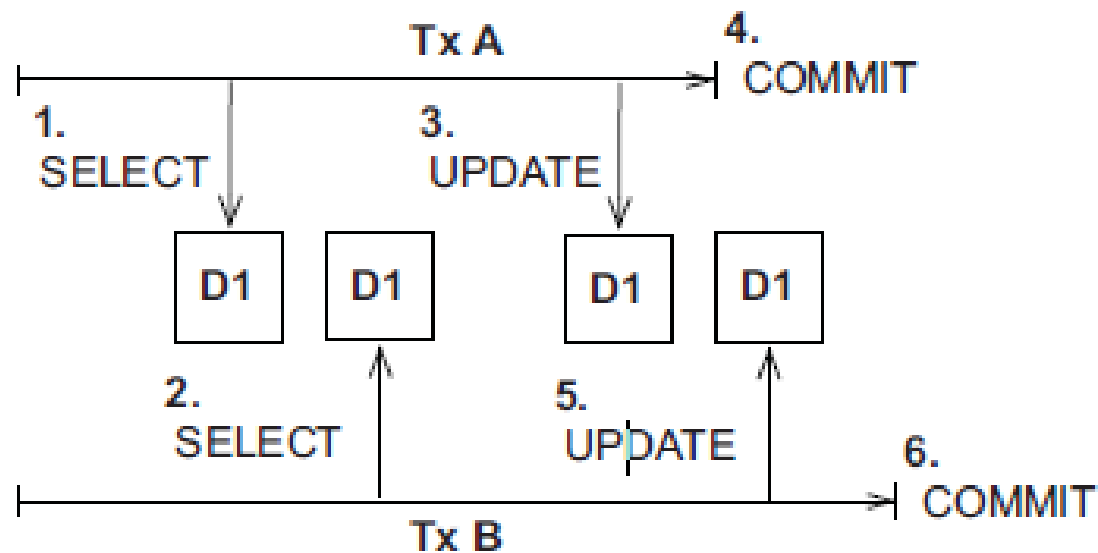 Tx A
4.
COMMIT
1.
SELECT
3.
UPDATE
D1
D1
D1
D1
2.
SELECT
5.
UPDATE
6.
COMMIT
Tx B